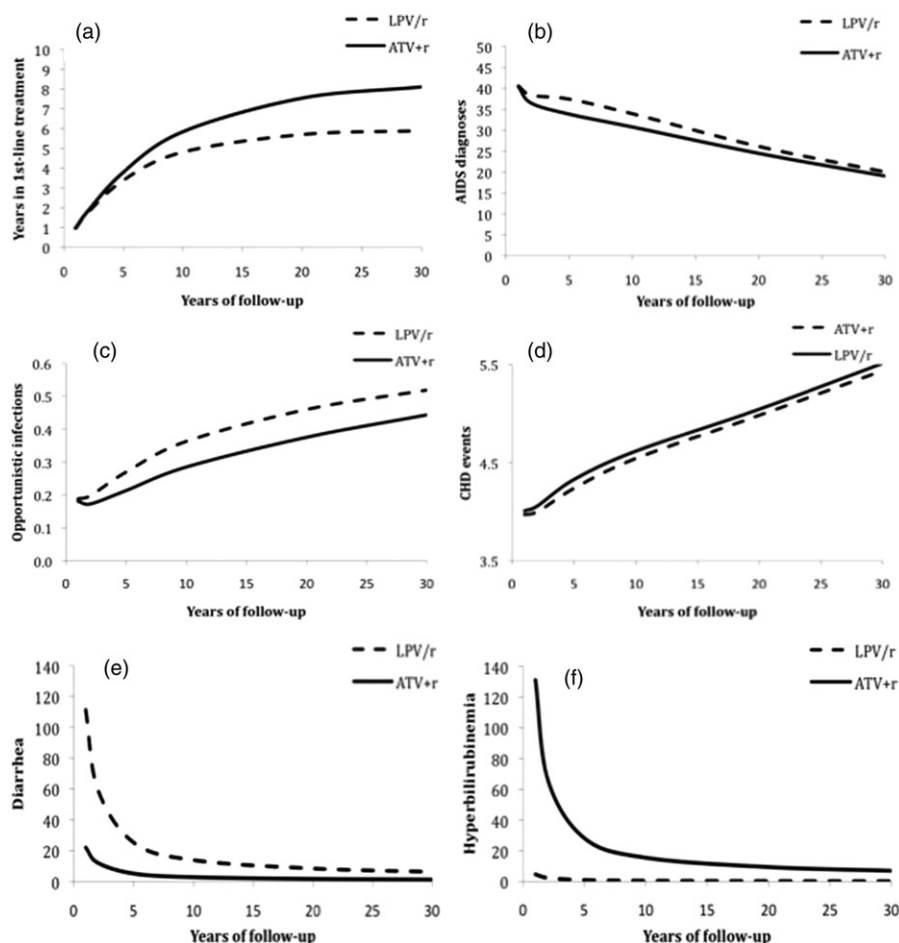 (a)
LPV/r
ATV+r
Years in 1st-line treatment
10
9
8
7
6
5
4
3
2
1
0
0 5 10 15 20 25 30
Years of follow-up
(b)
LPV/r
ATV+r
AIDS diagnoses
50
45
40
35
30
25
20
15
10
5
0
0 5 10 15 20 25 30
Years of follow-up
(c)
LPV/r
ATV+r
Opportunistic infections
0.6
0.5
0.4
0.3
0.2
0.1
0.0
0 5 10 15 20 25 30
Years of follow-up
(d)
ATV+r
LPV/r
CHD events
5.5
4.5
3.5
0 5 10 15 20 25 30
Years of follow-up
(e)
LPV/r
ATV+r
Diarrhea
140
120
100
80
60
40
20
0
0 5 10 15 20 25 30
Years of follow-up
(f)
LPV/r
ATV+r
Hyperbilirubinemia
140
120
100
80
60
40
20
0
0 5 10 15 20 25 30
Years of follow-up